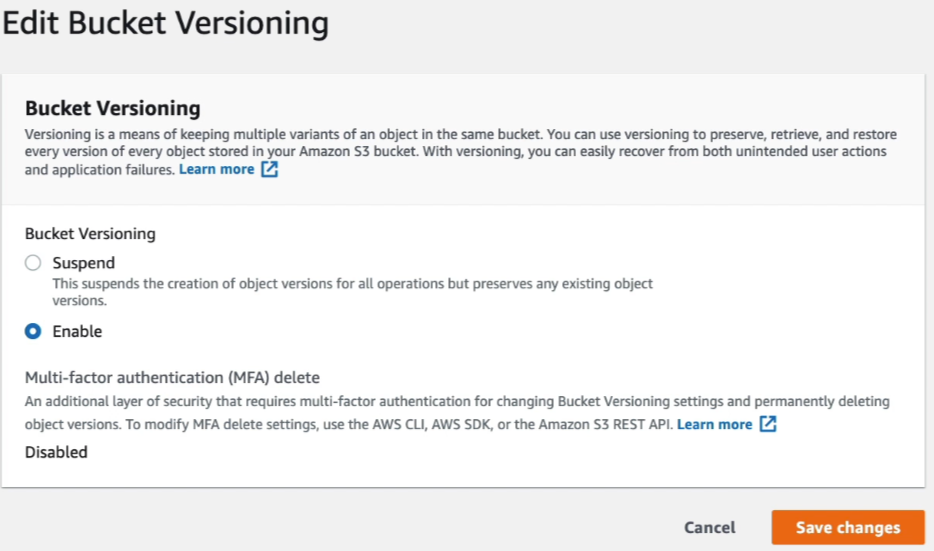 Edit Bucket Versioning
Bucket Versioning
Versioning is a means of keeping multiple variants of an object in the same bucket. You can use versioning to preserve, retrieve, and restore
every version of every object stored in your Amazon S3 bucket. With versioning, you can easily recover from both unintended user actions
and application failures. Learn more
Bucket Versioning
Suspend
This suspends the creation of object versions for all operations but preserves any existing object
versions.
Enable
Multi-factor authentication (MFA) delete
An additional layer of security that requires multi-factor authentication for changing Bucket Versioning settings and permanently deleting
object versions. To modify MFA delete settings, use the AWS CLI, AWS SDK, or the Amazon S3 REST API. Learn more
Disabled
Cancel Save changes